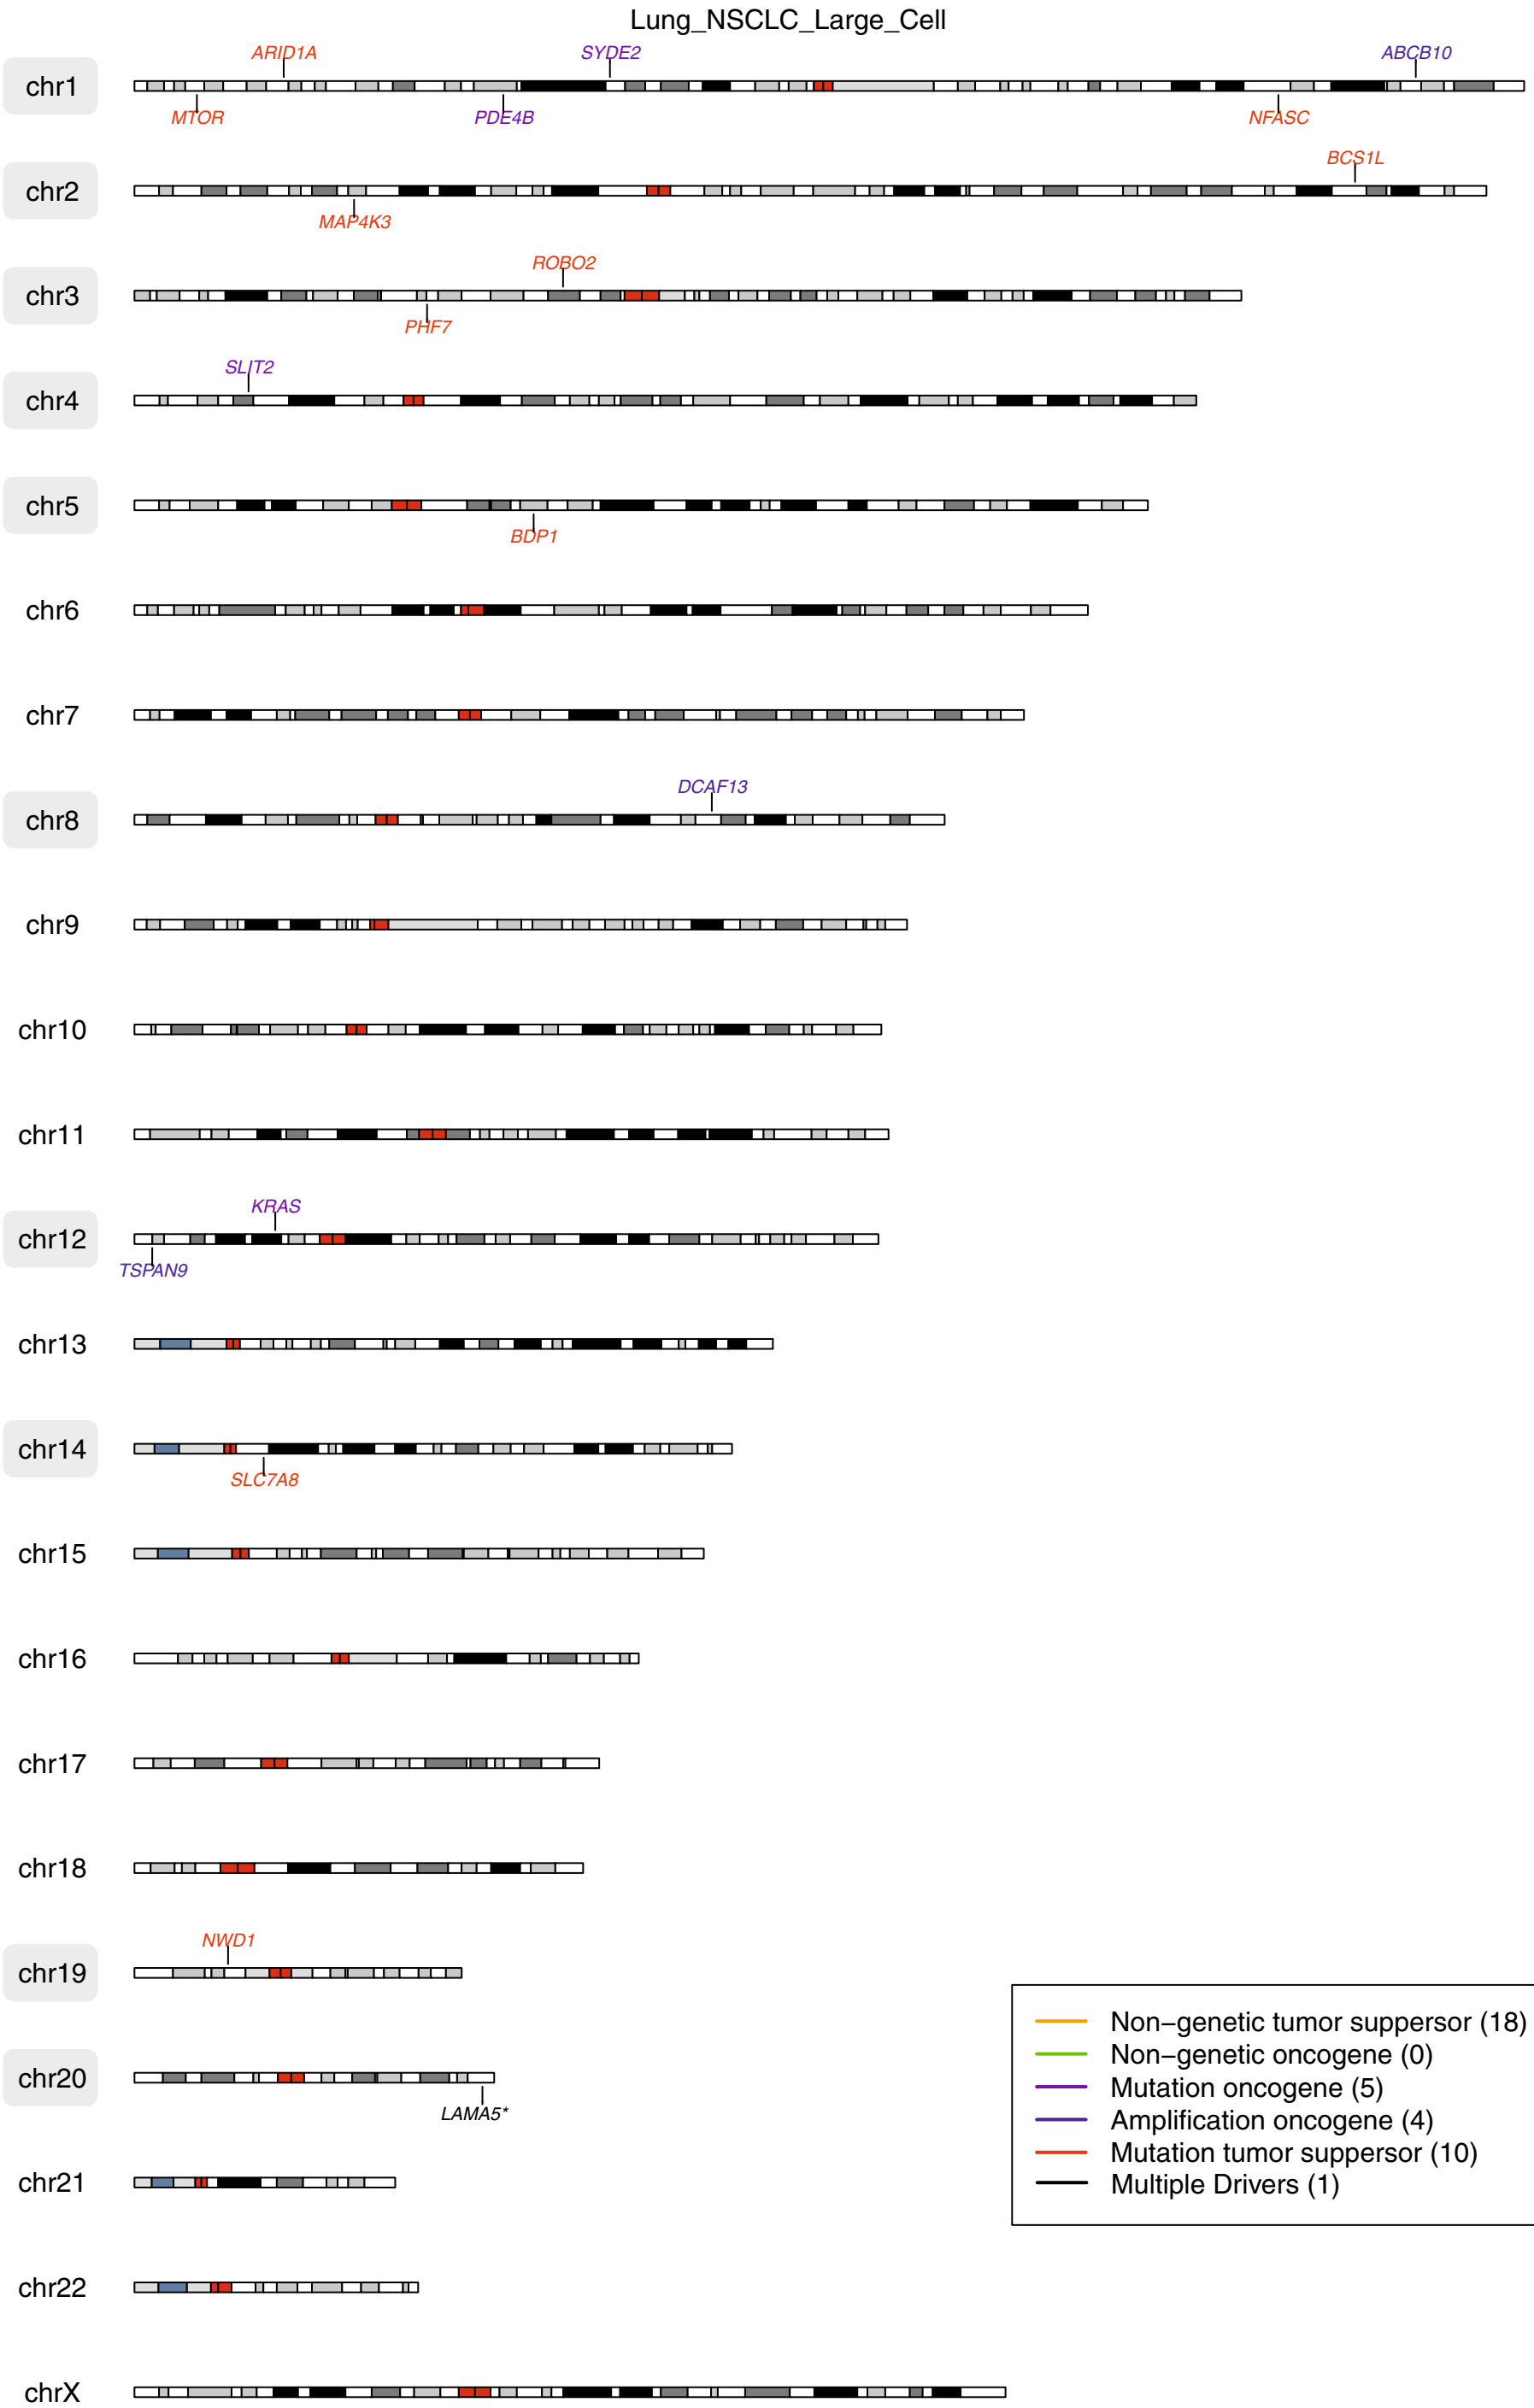 Lung_NSCLC_Large_Cell
ARID1A SYDE2 ABCB10
chr1
MTOR PDE4B NFASC
BCS1L
chr2
MAP4K3
ROBO2
chr3
PHF7
SLIT2
chr4
chr5
BDP1
chr6
chr7
DCAF13
chr8
chr9
chr10
chr11
KRAS
chr12
TSPAN9
chr13
chr14
SLC7A8
chr15
chr16
chr17
chr18
NWD1
chr19
chr20
LAMA5*
chr21
chr22
chrX
Non−genetic tumor suppersor (18)
Non−genetic oncogene (0)
Mutation oncogene (5)
Amplification oncogene (4)
Mutation tumor suppersor (10)
Multiple Drivers (1)